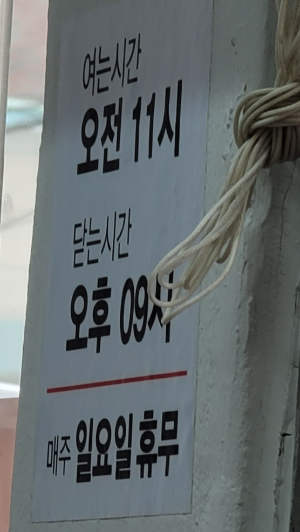 여는시간
오전 11시
닫는시간
오후 09시
매주 일요일 휴무